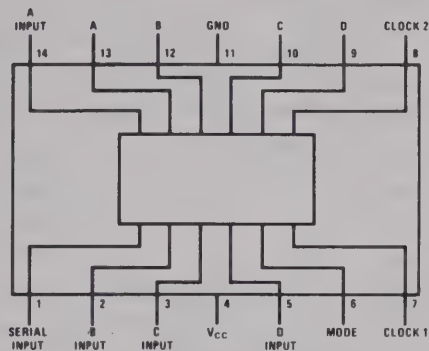 A INPUT
A
B
GND
C
D
CLOCK 2
14
13
12
11
10
9
8
1
2
3
4
5
6
7
SERIAL INPUT
B INPUT
C INPUT
VCC
D INPUT
MODE
CLOCK 1